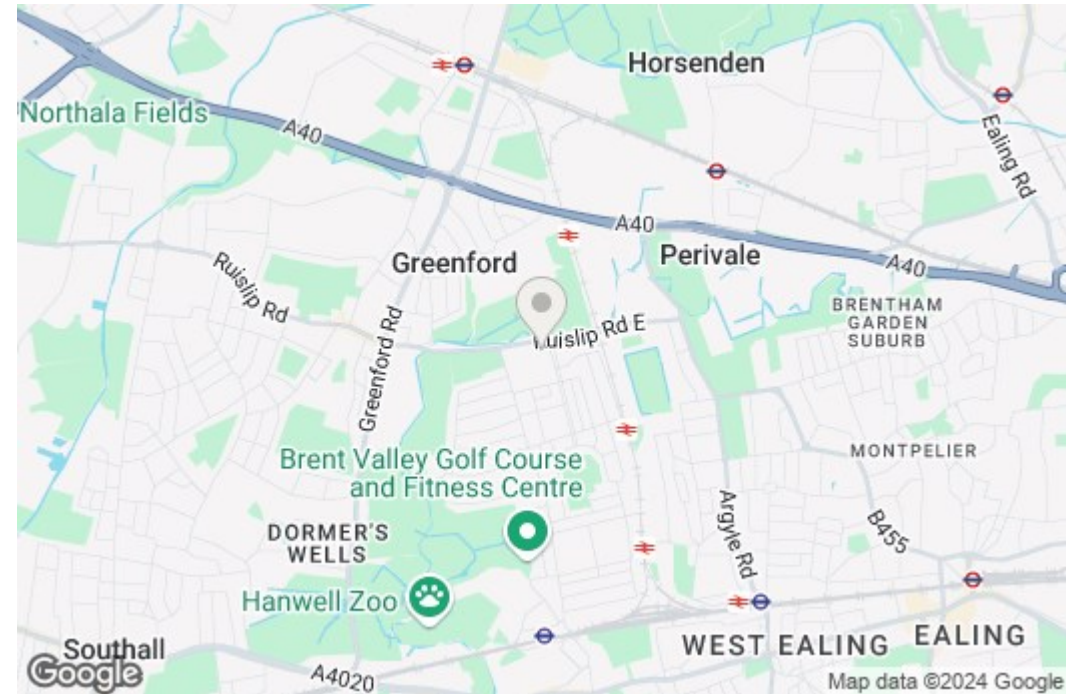 Horsenden
Northala Fields
A40
Ealing Rd
A40
Perivale
Greenford
A40
Ruislip Rd
BRENTHAM
GARDEN
SUBURB
Ruislip Rd E
Greenford Rd
MONTPELIER
Brent Valley Golf Course
and Fitness Centre
Argyle Rd
B455
DORMER'S
WELLS
Hanwell Zoo
Southall
WEST EALING
EALING
A4020
Google
Map data ©2024 Google